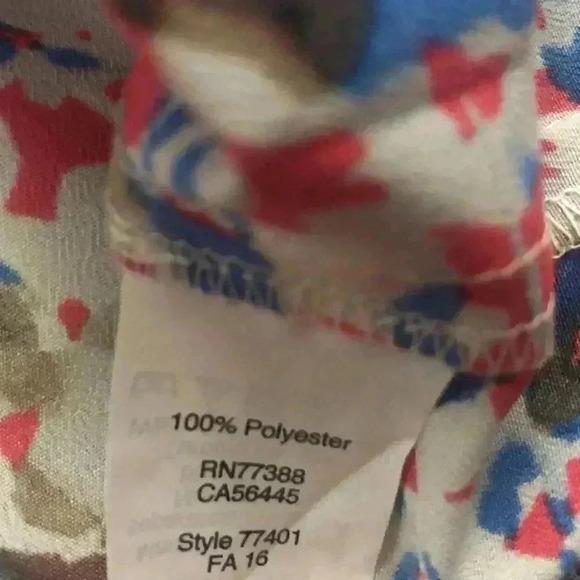 100% Polyester
RN77388
CA56445
Style 77401
FA 16